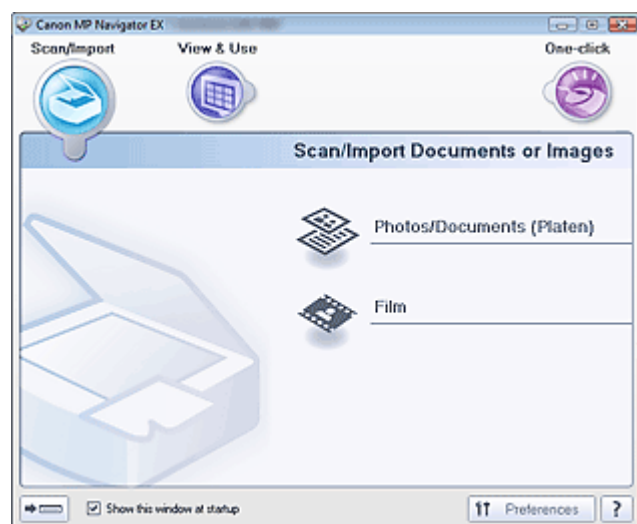 Canon MP Navigator EX
Scan/Import View & Use One-click
Scan/Import Documents or Images
Photos/Documents (Platen)
Film
Show this window at startup Preferences ?